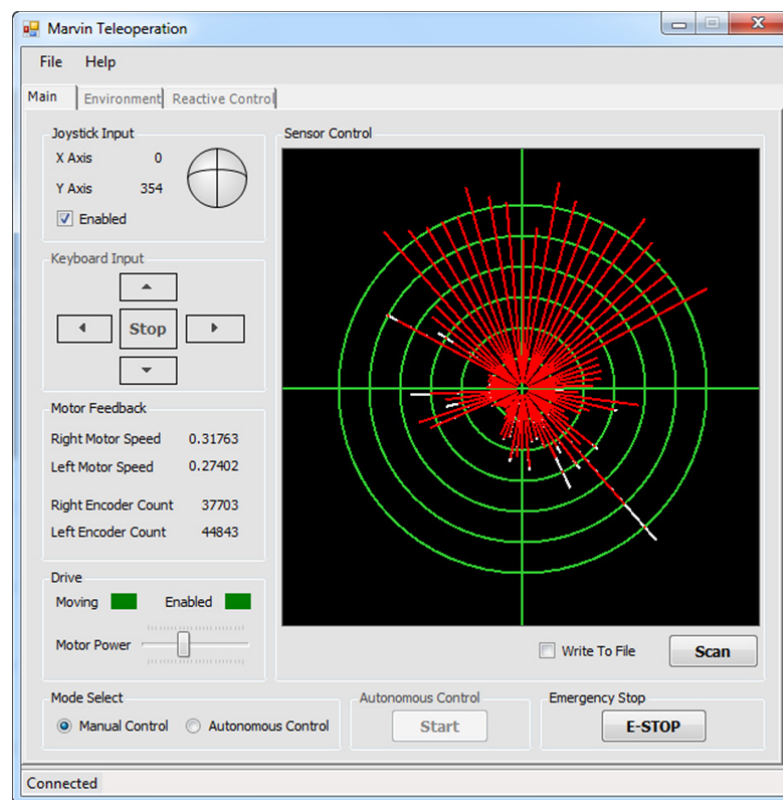 Marvin Teleoperation
File Help
Main Environment Reactive Control
Joystick Input
X Axis 0
Y Axis 354
Enabled
Keyboard Input
Stop
Motor Feedback
Right Motor Speed 0.31763
Left Motor Speed 0.27402
Right Encoder Count 37703
Left Encoder Count 44843
Drive
Moving Enabled
Motor Power
Sensor Control
Write To File Scan
Mode Select
Manual Control Autonomous Control
Autonomous Control
Start
Emergency Stop
E-STOP
Connected